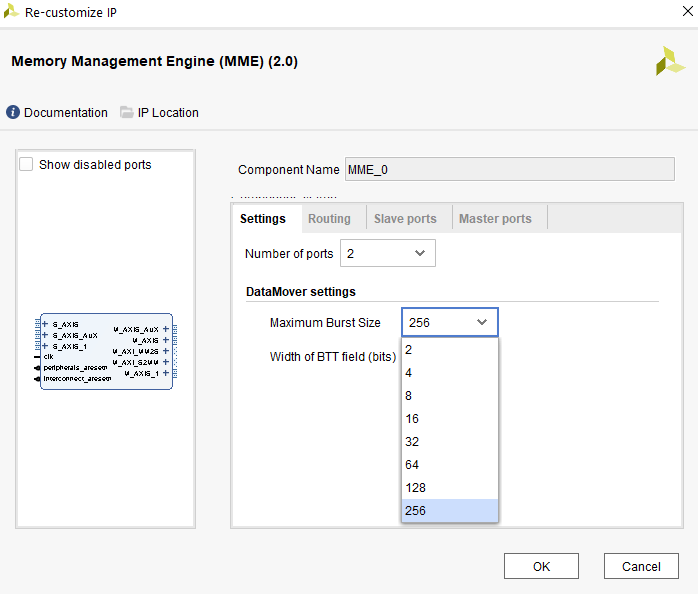 Re-customize IP
Memory Management Engine (MME) (2.0)
Documentation IP Location
Show disabled ports
Component Name MME_0
Settings Routing Slave ports Master ports
Number of ports 2
DataMover settings
Maximum Burst Size 256
Width of BTT field (bits)
2
4
8
16
32
64
128
256
S_AXIS
S_AXIS_AuX
S_AXIS_1
clk
peripherals_areseтn
interconnect_aresetn
M_AXIS_AuX
M_AXIS
M_AXI_MM2S
M_AXI_S2MM
M_AXIS_1
OK Cancel